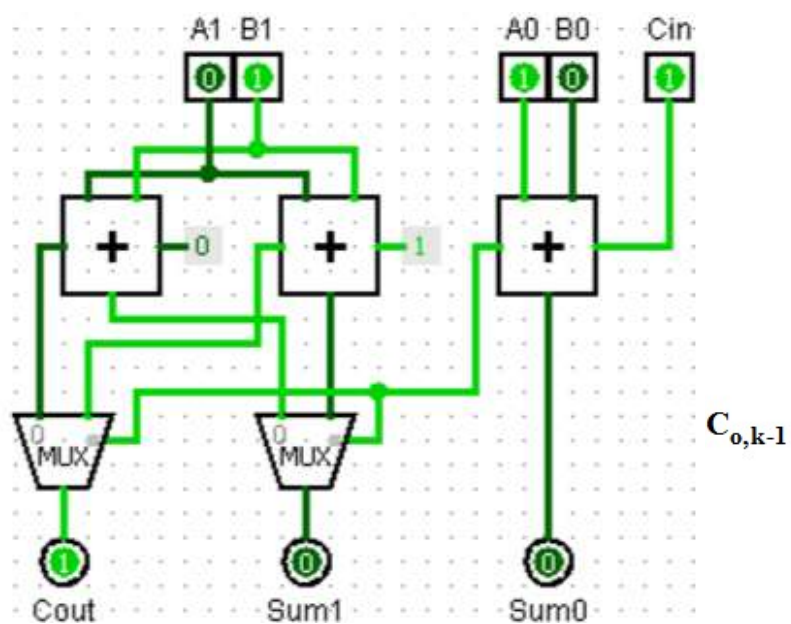 A1 B1 A0 B0 Cin
0 1 1 0 1
+ 0 + 1 +
0 MUX 0 MUX
C₀,ₖ₋₁
1 0 0
Cout Sum1 Sum0